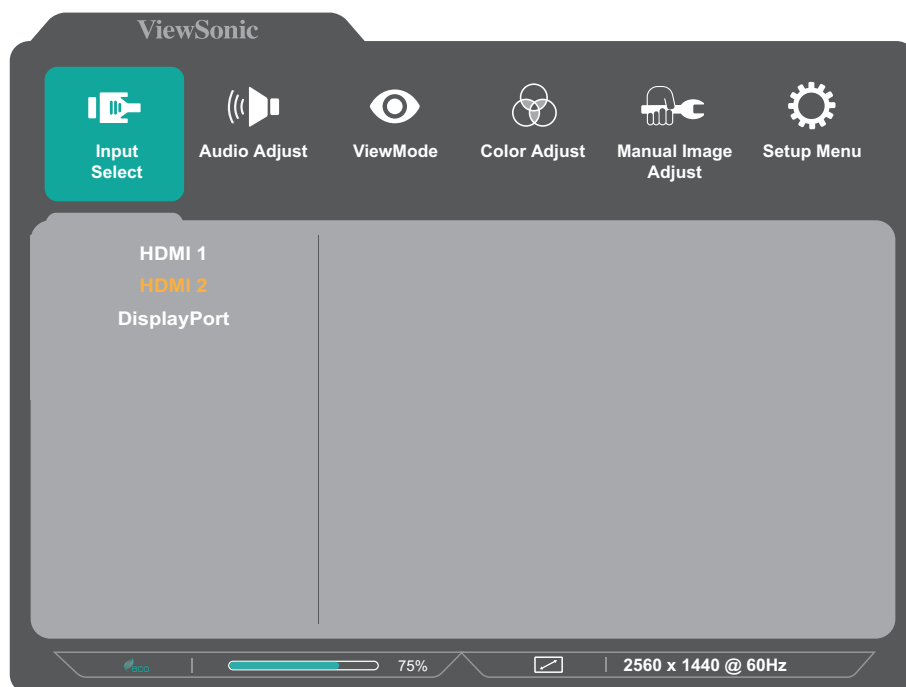 ViewSonic
Input
Select
Audio Adjust
ViewMode
Color Adjust
Manual Image
Adjust
Setup Menu
HDMI 1
HDMI 2
DisplayPort
eco
75%
2560 x 1440 @ 60Hz